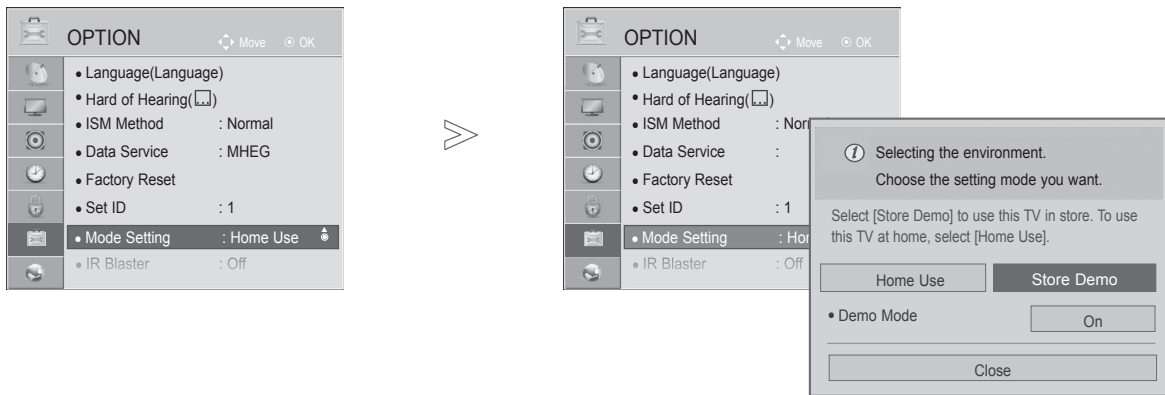 OPTION
Move OK
• Language(Language)
• Hard of Hearing( )
• ISM Method : Normal
• Data Service : MHEG
• Factory Reset
• Set ID : 1
• Mode Setting : Home Use
• IR Blaster : Off
OPTION
Move OK
• Language(Language)
• Hard of Hearing( )
• ISM Method : Nor
• Data Service :
• Factory Reset
• Set ID : 1
• Mode Setting : Hor
• IR Blaster : Off
Selecting the environment.
Choose the setting mode you want.
Select [Store Demo] to use this TV in store. To use
this TV at home, select [Home Use].
Home Use Store Demo
• Demo Mode On
Close